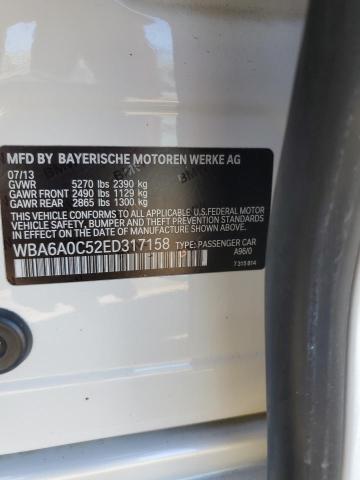 MFD BY BAYERISCHE MOTOREN WERKE AG
07/13
GVWR 5270 lbs 2390 kg
GAWR FRONT 2490 lbs 1129 kg
GAWR REAR 2865 lbs 1300 kg
THIS VEHICLE CONFORMS TO ALL APPLICABLE U.S.FEDERAL MOTOR
VEHICLE SAFETY, BUMPER, AND THEFT PREVENTION STANDARDS
IN EFFECT ON THE DATE OF MANUFACTURE SHOWN ABOVE.
WBA6A0C52ED317158 TYPE: PASSENGER CAR
A96/0
7 315 814